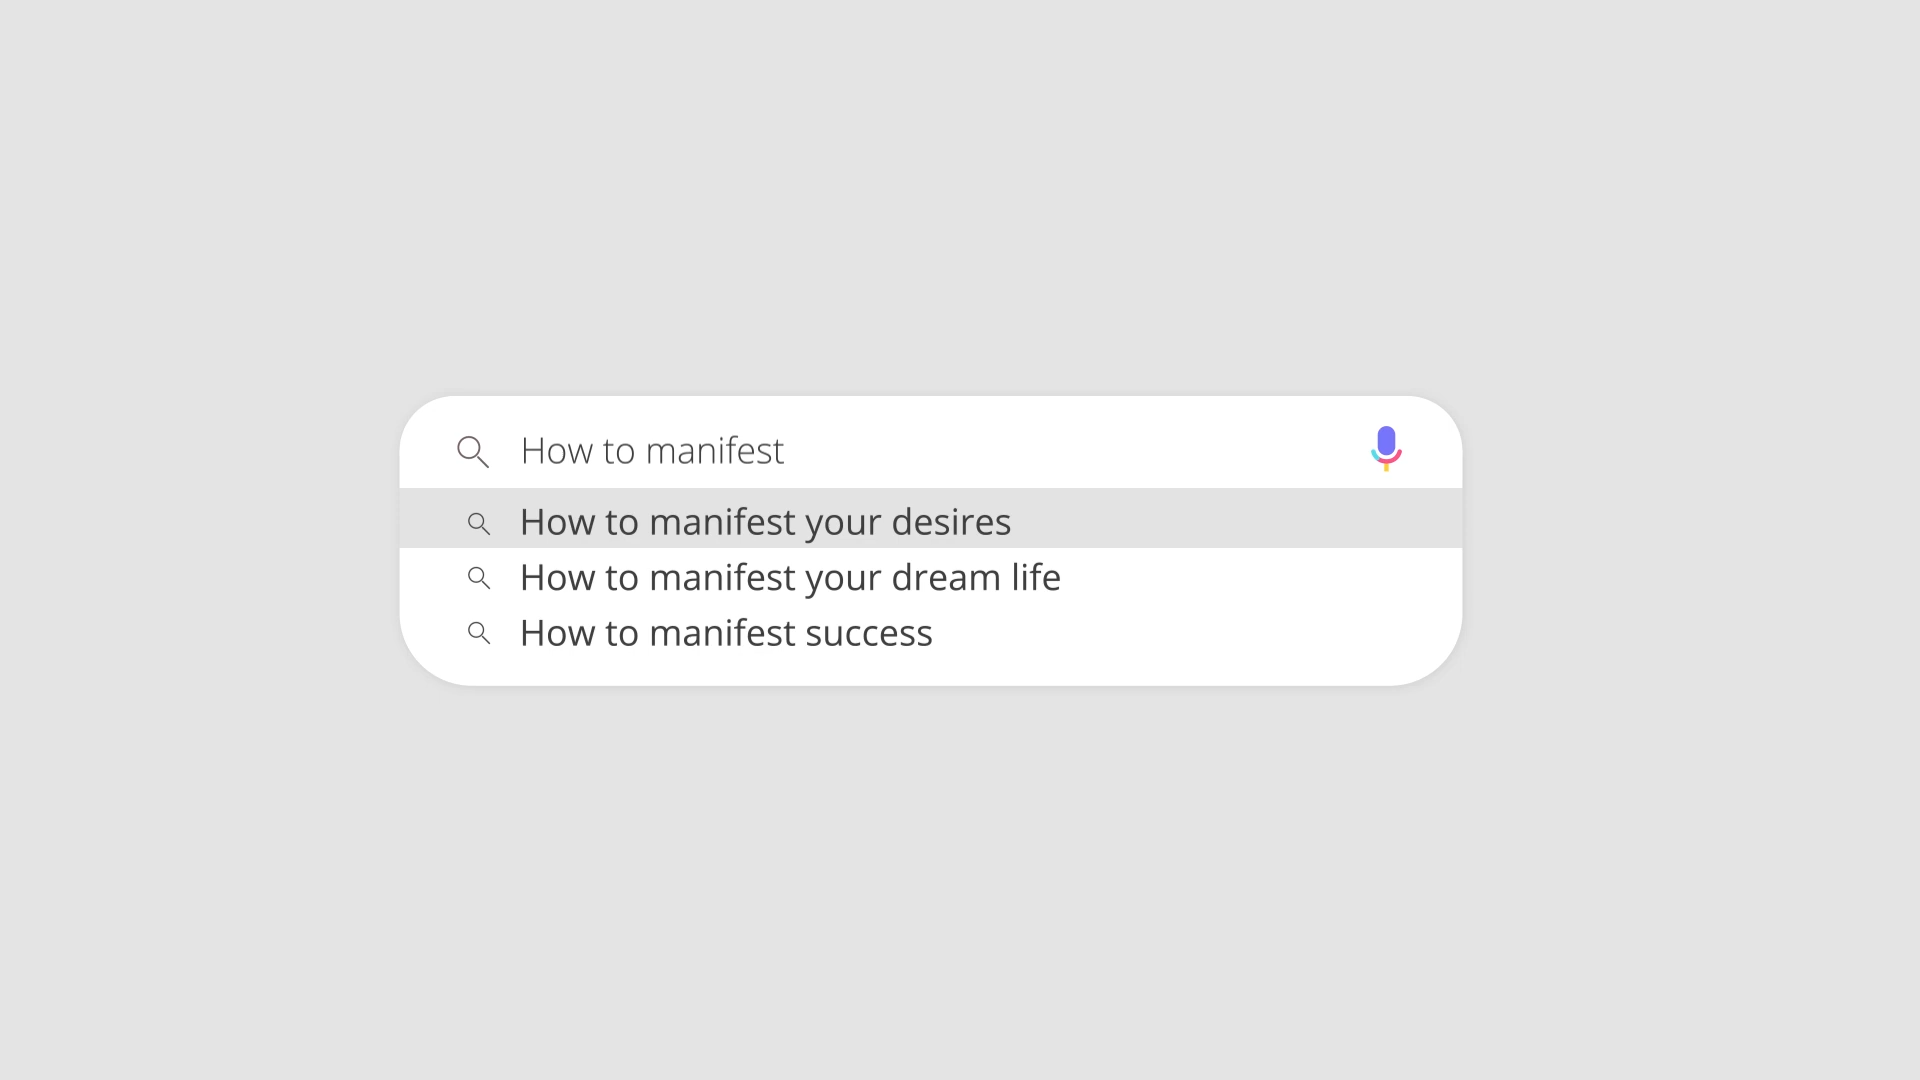 How to manifest
How to manifest your desires
How to manifest your dream life
How to manifest success